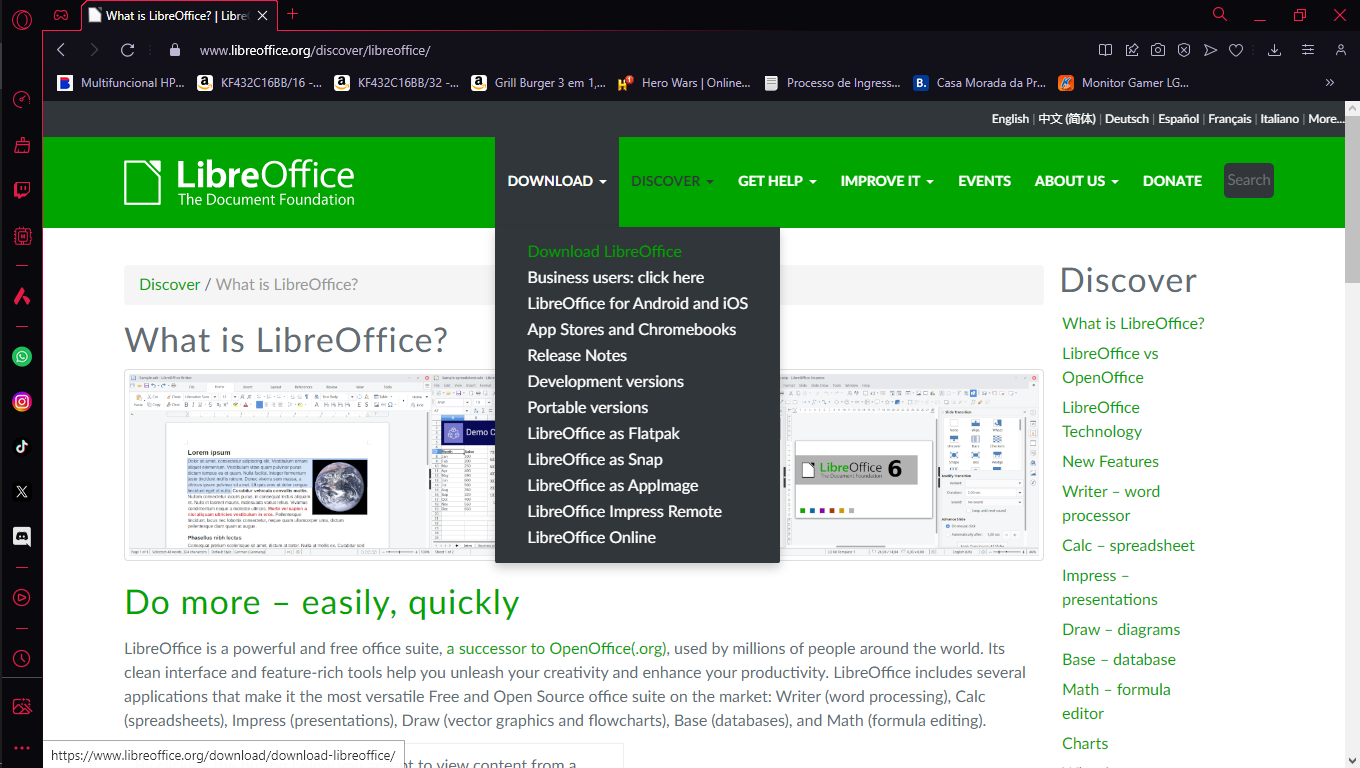 What is LibreOffice? | Libre
www.libreoffice.org/discover/libreoffice/
Multifuncional HP...
KF432C16BB/16 -...
KF432C16BB/32 -...
Grill Burger 3 em 1,...
Hero Wars | Online...
Processo de Ingress...
Casa Morada da Pr...
Monitor Gamer LG...
English | 中文 (简体) | Deutsch | Español | Français | Italiano | More...
LibreOffice
The Document Foundation
DOWNLOAD
DISCOVER
GET HELP
IMPROVE IT
EVENTS
ABOUT US
DONATE
Search
Download LibreOffice
Business users: click here
LibreOffice for Android and iOS
App Stores and Chromebooks
Release Notes
Development versions
Portable versions
LibreOffice as Flatpak
LibreOffice as Snap
LibreOffice as AppImage
LibreOffice Impress Remote
LibreOffice Online
Discover / What is LibreOffice?
What is LibreOffice?
Lorem ipsum
Phasellus nibh lectus
Demo C
LibreOffice 6
The Document Foundation
Do more – easily, quickly
LibreOffice is a powerful and free office suite, a successor to OpenOffice(.org), used by millions of people around the world. Its
clean interface and feature-rich tools help you unleash your creativity and enhance your productivity. LibreOffice includes several
applications that make it the most versatile Free and Open Source office suite on the market: Writer (word processing), Calc
(spreadsheets), Impress (presentations), Draw (vector graphics and flowcharts), Base (databases), and Math (formula editing).
to view content from a
https://www.libreoffice.org/download/download-libreoffice/
Discover
What is LibreOffice?
LibreOffice vs
OpenOffice
LibreOffice
Technology
New Features
Writer – word
processor
Calc – spreadsheet
Impress –
presentations
Draw – diagrams
Base – database
Math – formula
editor
Charts